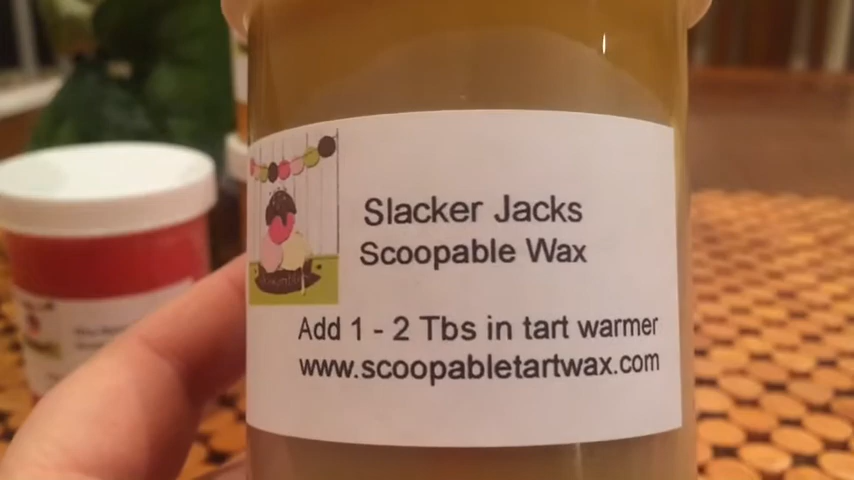 Slacker Jacks
Scoopable Wax
Add 1 - 2 Tbs in tart warmer
www.scoopabletartwax.com